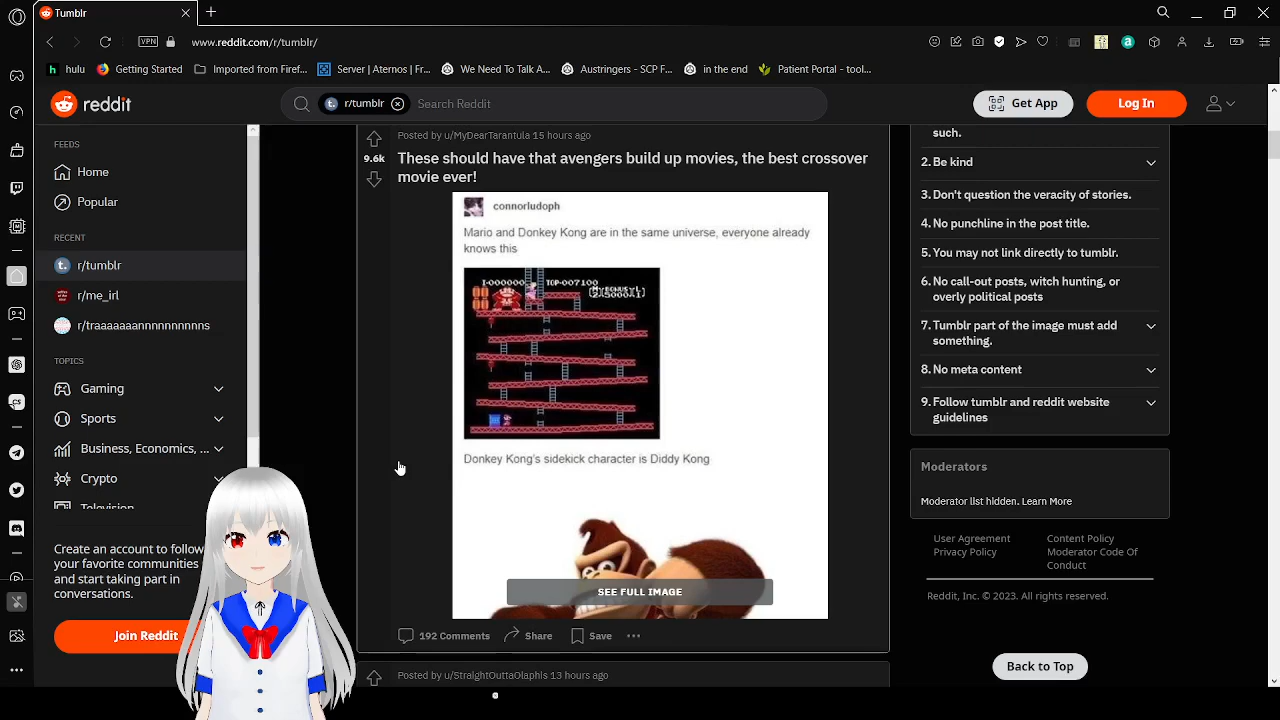 Tumblr
www.reddit.com/r/tumblr/
VPN
hulu
Getting Started
Imported from Firef...
Server | Aternos | Fr...
We Need To Talk A...
Austringers - SCP F...
in the end
Patient Portal - tool...
reddit
r/tumblr
Search Reddit
Get App
Log In
FEEDS
Home
Popular
RECENT
r/tumblr
r/me_irl
r/traaaaaaannnnnnnnnns
TOPICS
Gaming
Sports
Business, Economics, ...
Crypto
Television
Create an account to follow
your favorite communities
and start taking part in
conversations.
Join Reddit
Posted by u/MyDearTarantula 15 hours ago
9.6k
These should have that avengers build up movies, the best crossover
movie ever!
connorludoph
Mario and Donkey Kong are in the same universe, everyone already
knows this
I-000000
TOP-007100
Donkey Kong's sidekick character is Diddy Kong
SEE FULL IMAGE
192 Comments
Share
Save
Posted by u/StraightOuttaOlaphis 13 hours ago
such.
2. Be kind
3. Don't question the veracity of stories.
4. No punchline in the post title.
5. You may not link directly to tumblr.
6. No call-out posts, witch hunting, or
overly political posts
7. Tumblr part of the image must add
something.
8. No meta content
9. Follow tumblr and reddit website
guidelines
Moderators
Moderator list hidden. Learn More
User Agreement
Privacy Policy
Content Policy
Moderator Code Of
Conduct
Reddit, Inc. © 2023. All rights reserved.
Back to Top